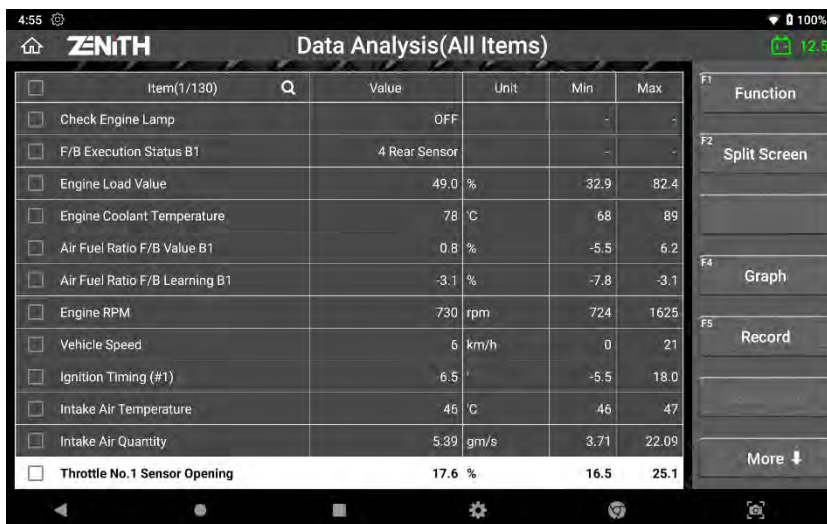 4:55 100%
ZENITH Data Analysis(All Items) 12.5
Item(1/130) Value Unit Min Max
Check Engine Lamp OFF - -
F/B Execution Status B1 4 Rear Sensor - -
Engine Load Value 49.0 % 32.9 82.4
Engine Coolant Temperature 78 'C 68 89
Air Fuel Ratio F/B Value B1 0.8 % -5.5 6.2
Air Fuel Ratio F/B Learning B1 -3.1 % -7.8 -3.1
Engine RPM 730 rpm 724 1625
Vehicle Speed 6 km/h 0 21
Ignition Timing (#1) 6.5 ' -5.5 18.0
Intake Air Temperature 46 'C 46 47
Intake Air Quantity 5.39 gm/s 3.71 22.09
Throttle No.1 Sensor Opening 17.6 % 16.5 25.1
F1 Function
F2 Split Screen
F4 Graph
F5 Record
More